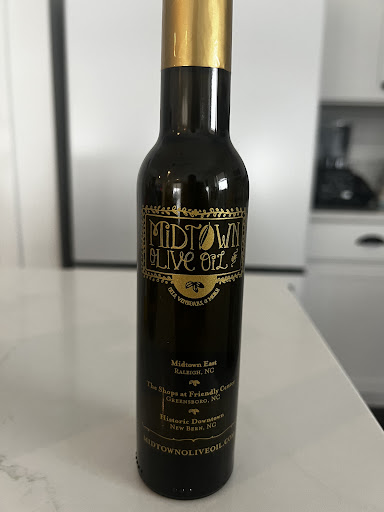 MIDTOWN
OLIVE OIL Co
OILS, VINEGARS, & MORE
Midtown East
Raleigh, NC
The Shops at Friendly Center
Greensboro, NC
Historic Downtown
New Bern, NC
MIDTOWNOLIVEOIL.COM